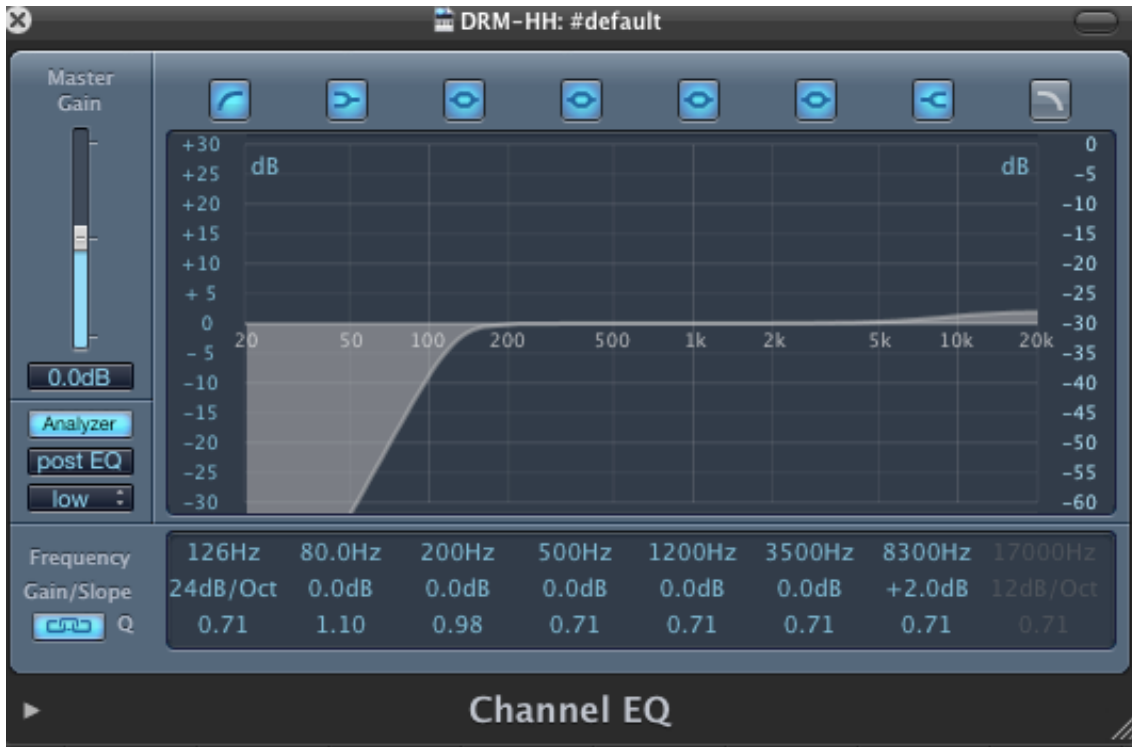 DRM-HH: #default
Master
Gain
0.0dB
Analyzer
post EQ
low
+30
+25
+20
+15
+10
+ 5
0
- 5
-10
-15
-20
-25
-30
dB
20 50 100 200 500 1k 2k 5k 10k 20k
dB
0
-5
-10
-15
-20
-25
-30
-35
-40
-45
-50
-55
-60
Frequency 126Hz 80.0Hz 200Hz 500Hz 1200Hz 3500Hz 8300Hz 17000Hz
Gain/Slope 24dB/Oct 0.0dB 0.0dB 0.0dB 0.0dB 0.0dB +2.0dB 12dB/Oct
Q 0.71 1.10 0.98 0.71 0.71 0.71 0.71 0.71
Channel EQ